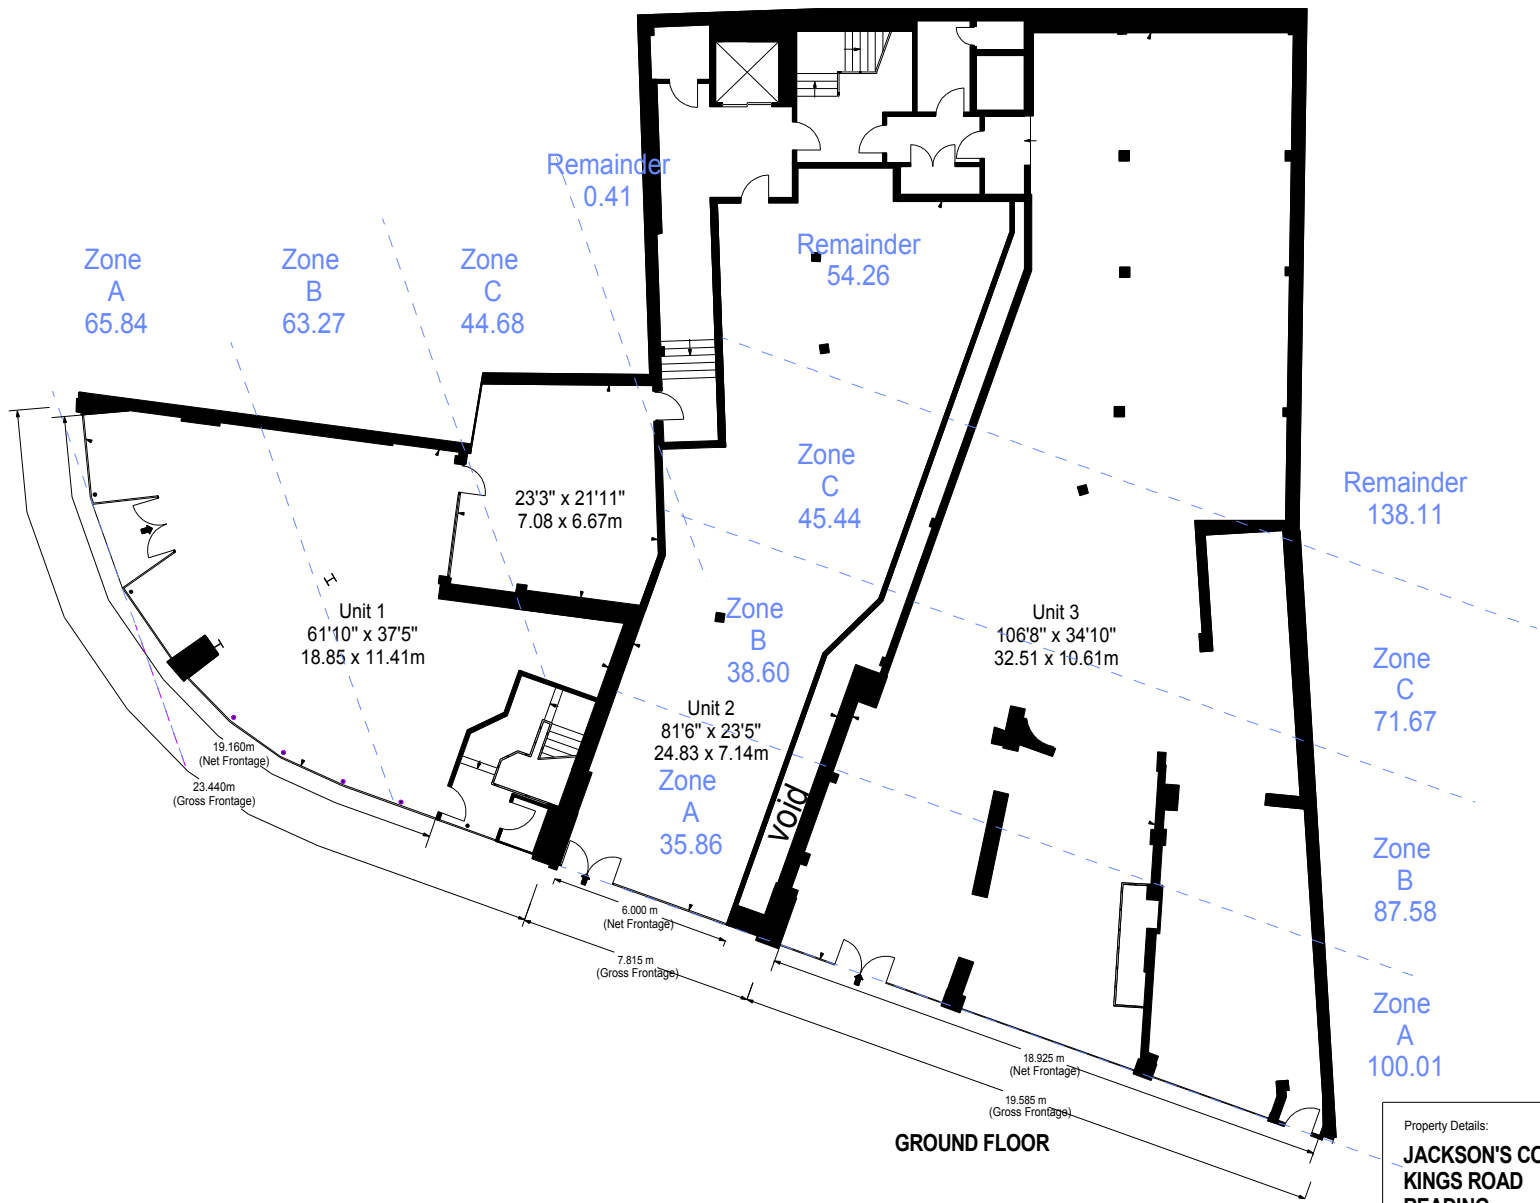 Remainder
0.41
Zone
A
65.84
Zone
B
63.27
Zone
C
44.68
Remainder
54.26
Zone
C
45.44
Remainder
138.11
23'3" x 21'11"
7.08 x 6.67m
Unit 1
61'10" x 37'5"
18.85 x 11.41m
Zone
B
38.60
Unit 3
106'8" x 34'10"
32.51 x 10.61m
Zone
C
71.67
Unit 2
81'6" x 23'5"
24.83 x 7.14m
Zone
A
35.86
void
19.160m
(Net Frontage)
23.440m
(Gross Frontage)
Zone
B
87.58
6.000 m
(Net Frontage)
7.815 m
(Gross Frontage)
Zone
A
100.01
18.925 m
(Net Frontage)
19.585 m
(Gross Frontage)
GROUND FLOOR
Property Details:
JACKSON'S CO
KINGS ROAD
READING